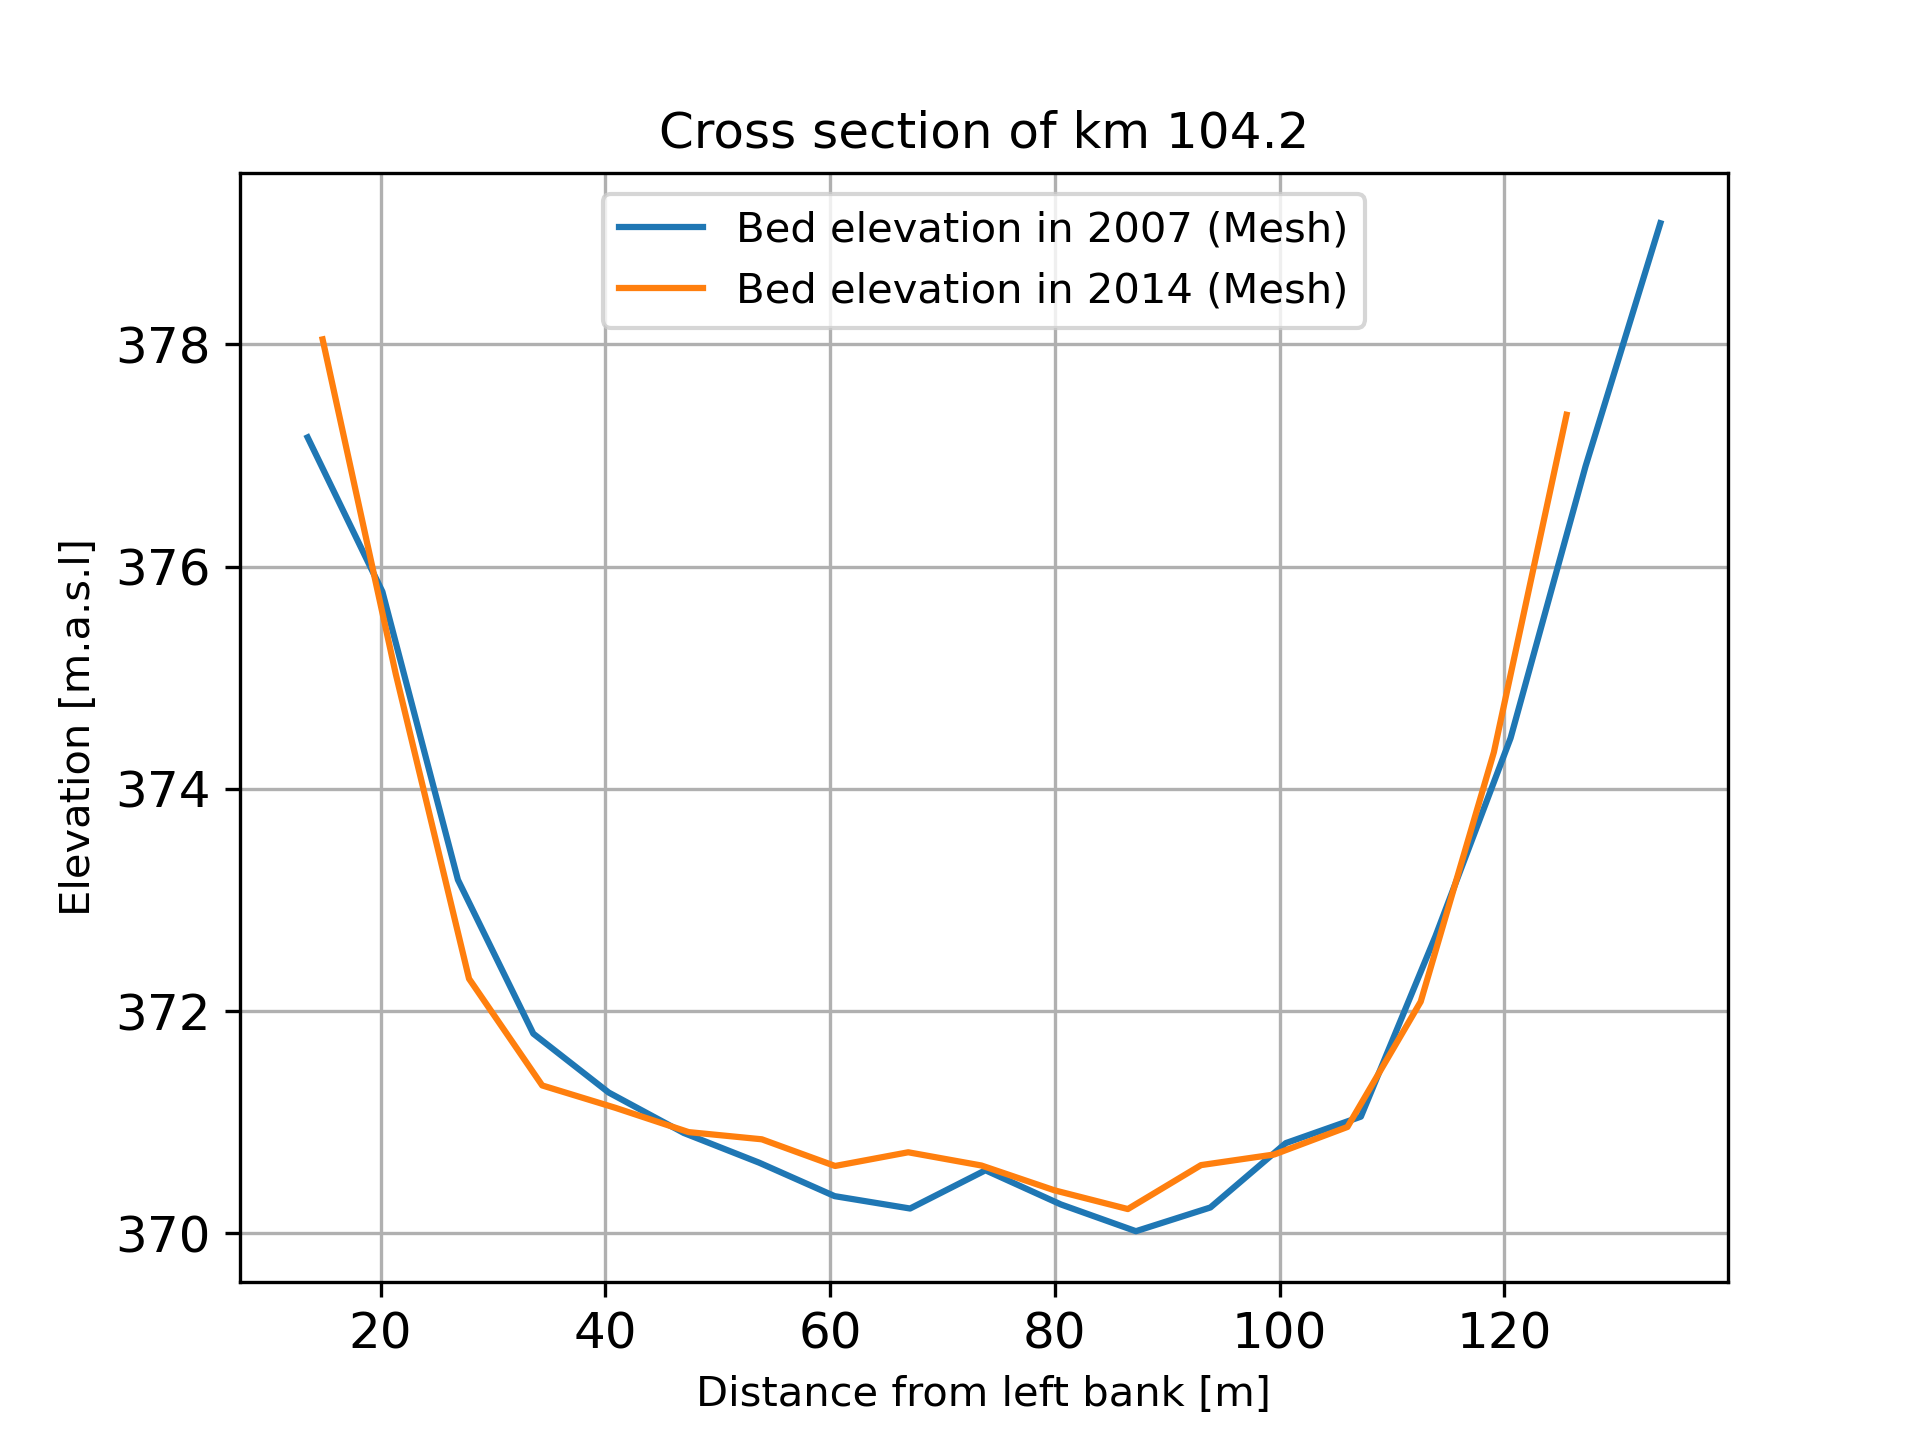 Cross section of km 104.2
Bed elevation in 2007 (Mesh)
Bed elevation in 2014 (Mesh)
378
376
374
372
370
Elevation [m.a.s.l]
20 40 60 80 100 120
Distance from left bank [m]